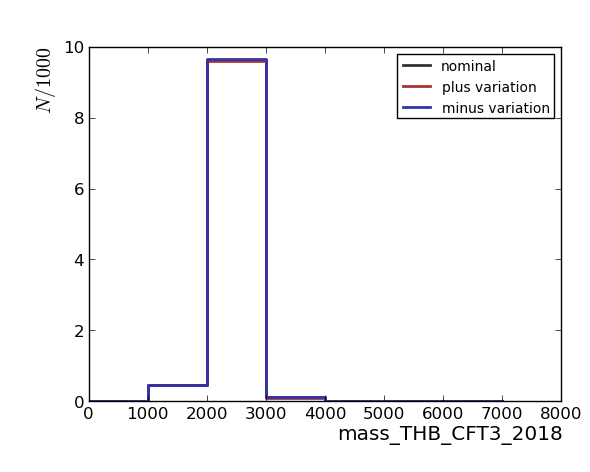 N/1000
10
8
6
4
2
0
nominal
plus variation
minus variation
0 1000 2000 3000 4000 5000 6000 7000 8000
mass_THB_CFT3_2018